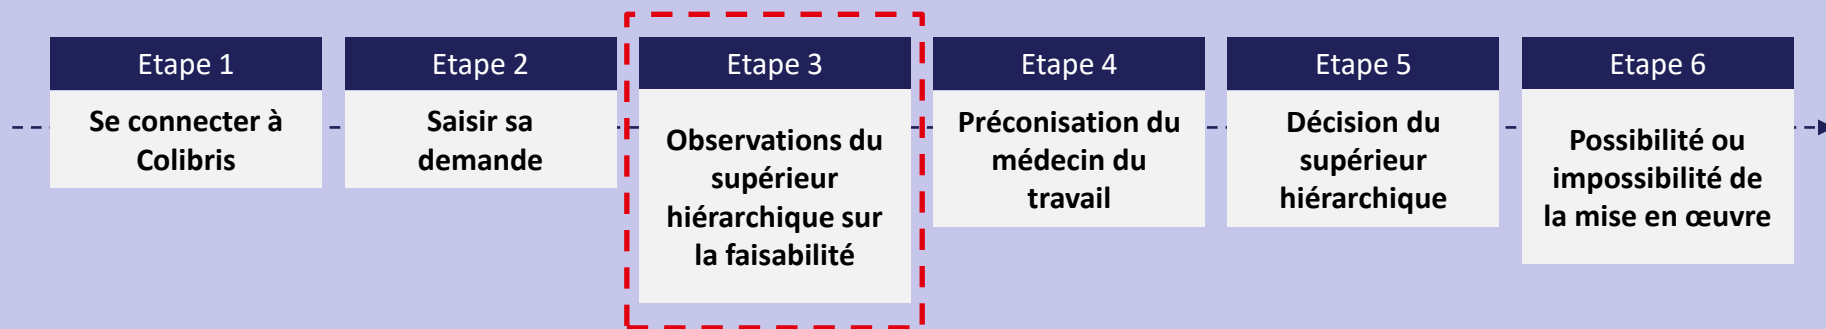 Etape 1
Se connecter à
Colibris
Etape 2
Saisir sa
demande
Etape 3
Observations du
supérieur
hiérarchique sur
la faisabilité
Etape 4
Préconisation du
médecin du
travail
Etape 5
Décision du
supérieur
hiérarchique
Etape 6
Possibilité ou
impossibilité de
la mise en œuvre